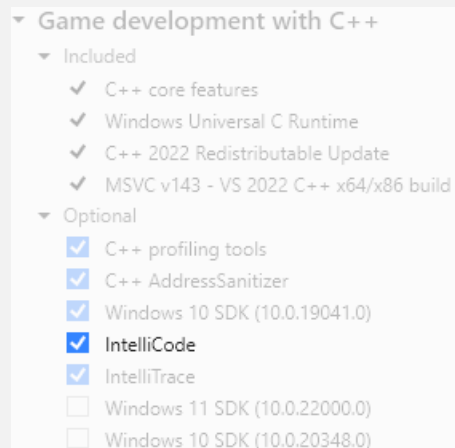 Game development with C++
Included
C++ core features
Windows Universal C Runtime
C++ 2022 Redistributable Update
MSVC v143 - VS 2022 C++ x64/x86 build
Optional
C++ profiling tools
C++ AddressSanitizer
Windows 10 SDK (10.0.19041.0)
IntelliCode
IntelliTrace
Windows 11 SDK (10.0.22000.0)
Windows 10 SDK (10.0.20348.0)